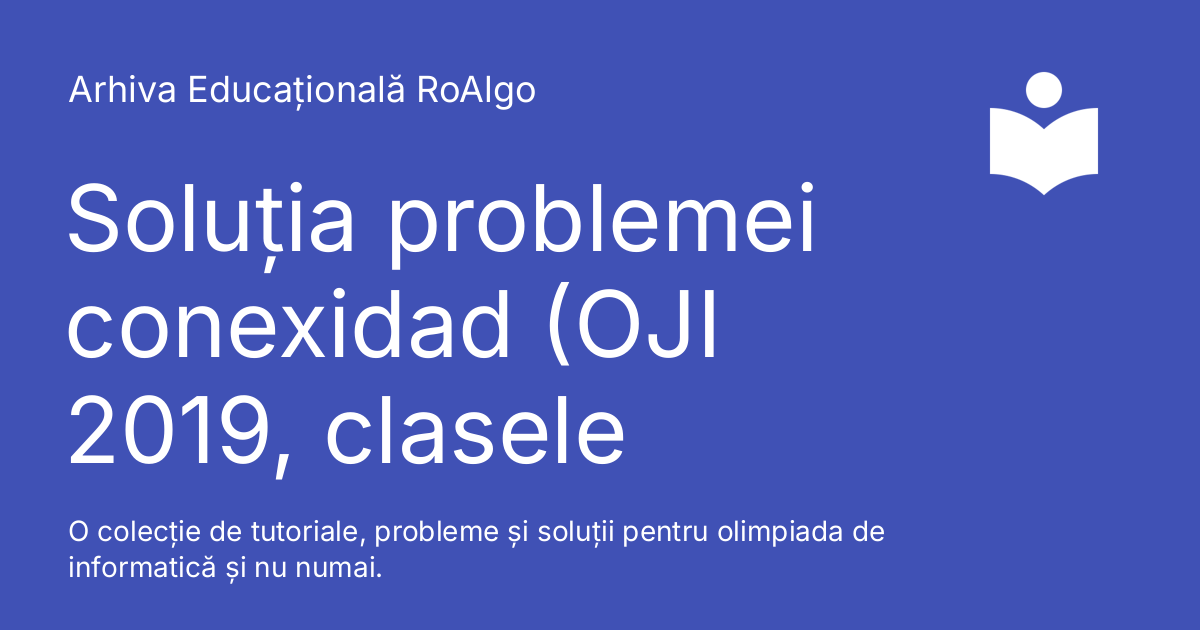 Arhiva Educațională RoAlgo
Soluția problemei
conexidad (OJI
2019, clasele
O colecție de tutoriale, probleme și soluții pentru olimpiada de
informatică și nu numai.